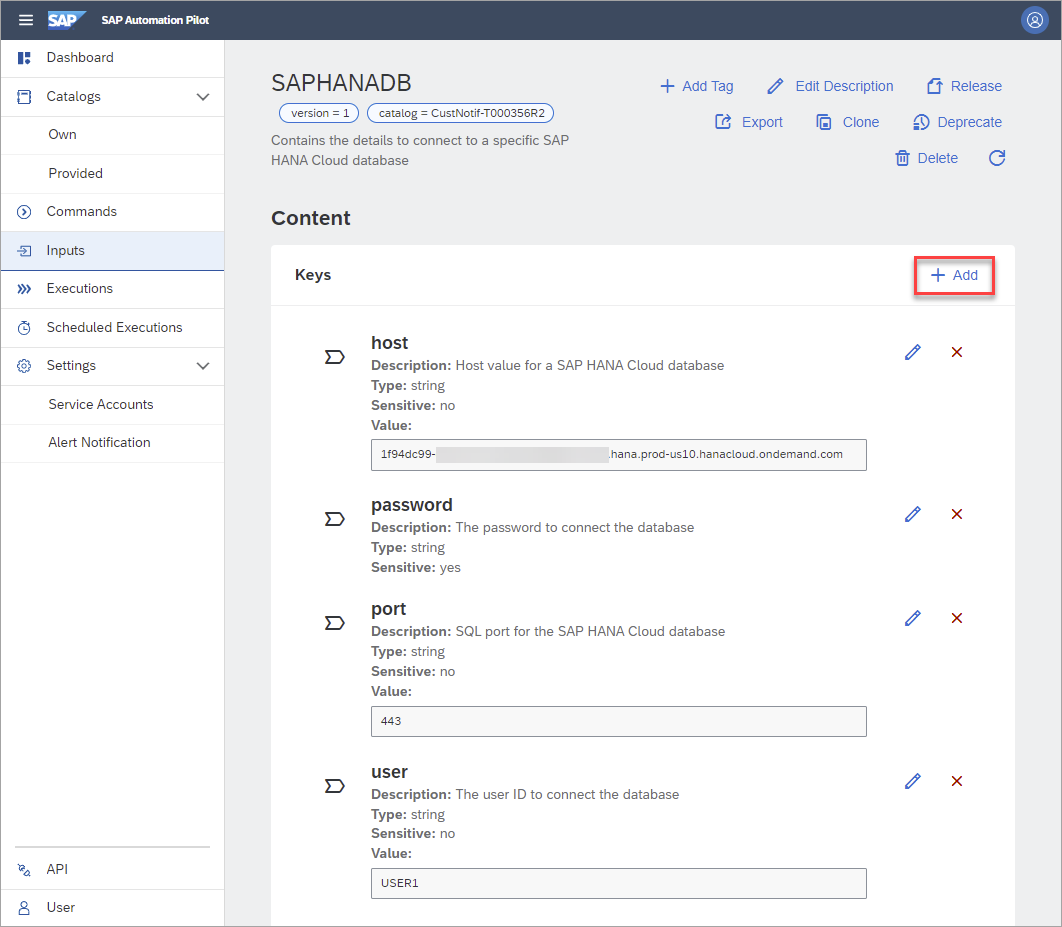 SAP SAP Automation Pilot
Dashboard
Catalogs
Own
Provided
Commands
Inputs
Executions
Scheduled Executions
Settings
Service Accounts
Alert Notification
API
User
SAPHANADB
version = 1 catalog = CustNotif-T000356R2
Contains the details to connect to a specific SAP
HANA Cloud database
Add Tag Edit Description Release
Export Clone Deprecate
Delete
Content
Keys Add
host
Description: Host value for a SAP HANA Cloud database
Type: string
Sensitive: no
Value:
1f94dc99- .hana.prod-us10.hanacloud.ondemand.com
password
Description: The password to connect the database
Type: string
Sensitive: yes
port
Description: SQL port for the SAP HANA Cloud database
Type: string
Sensitive: no
Value:
443
user
Description: The user ID to connect the database
Type: string
Sensitive: no
Value:
USER1